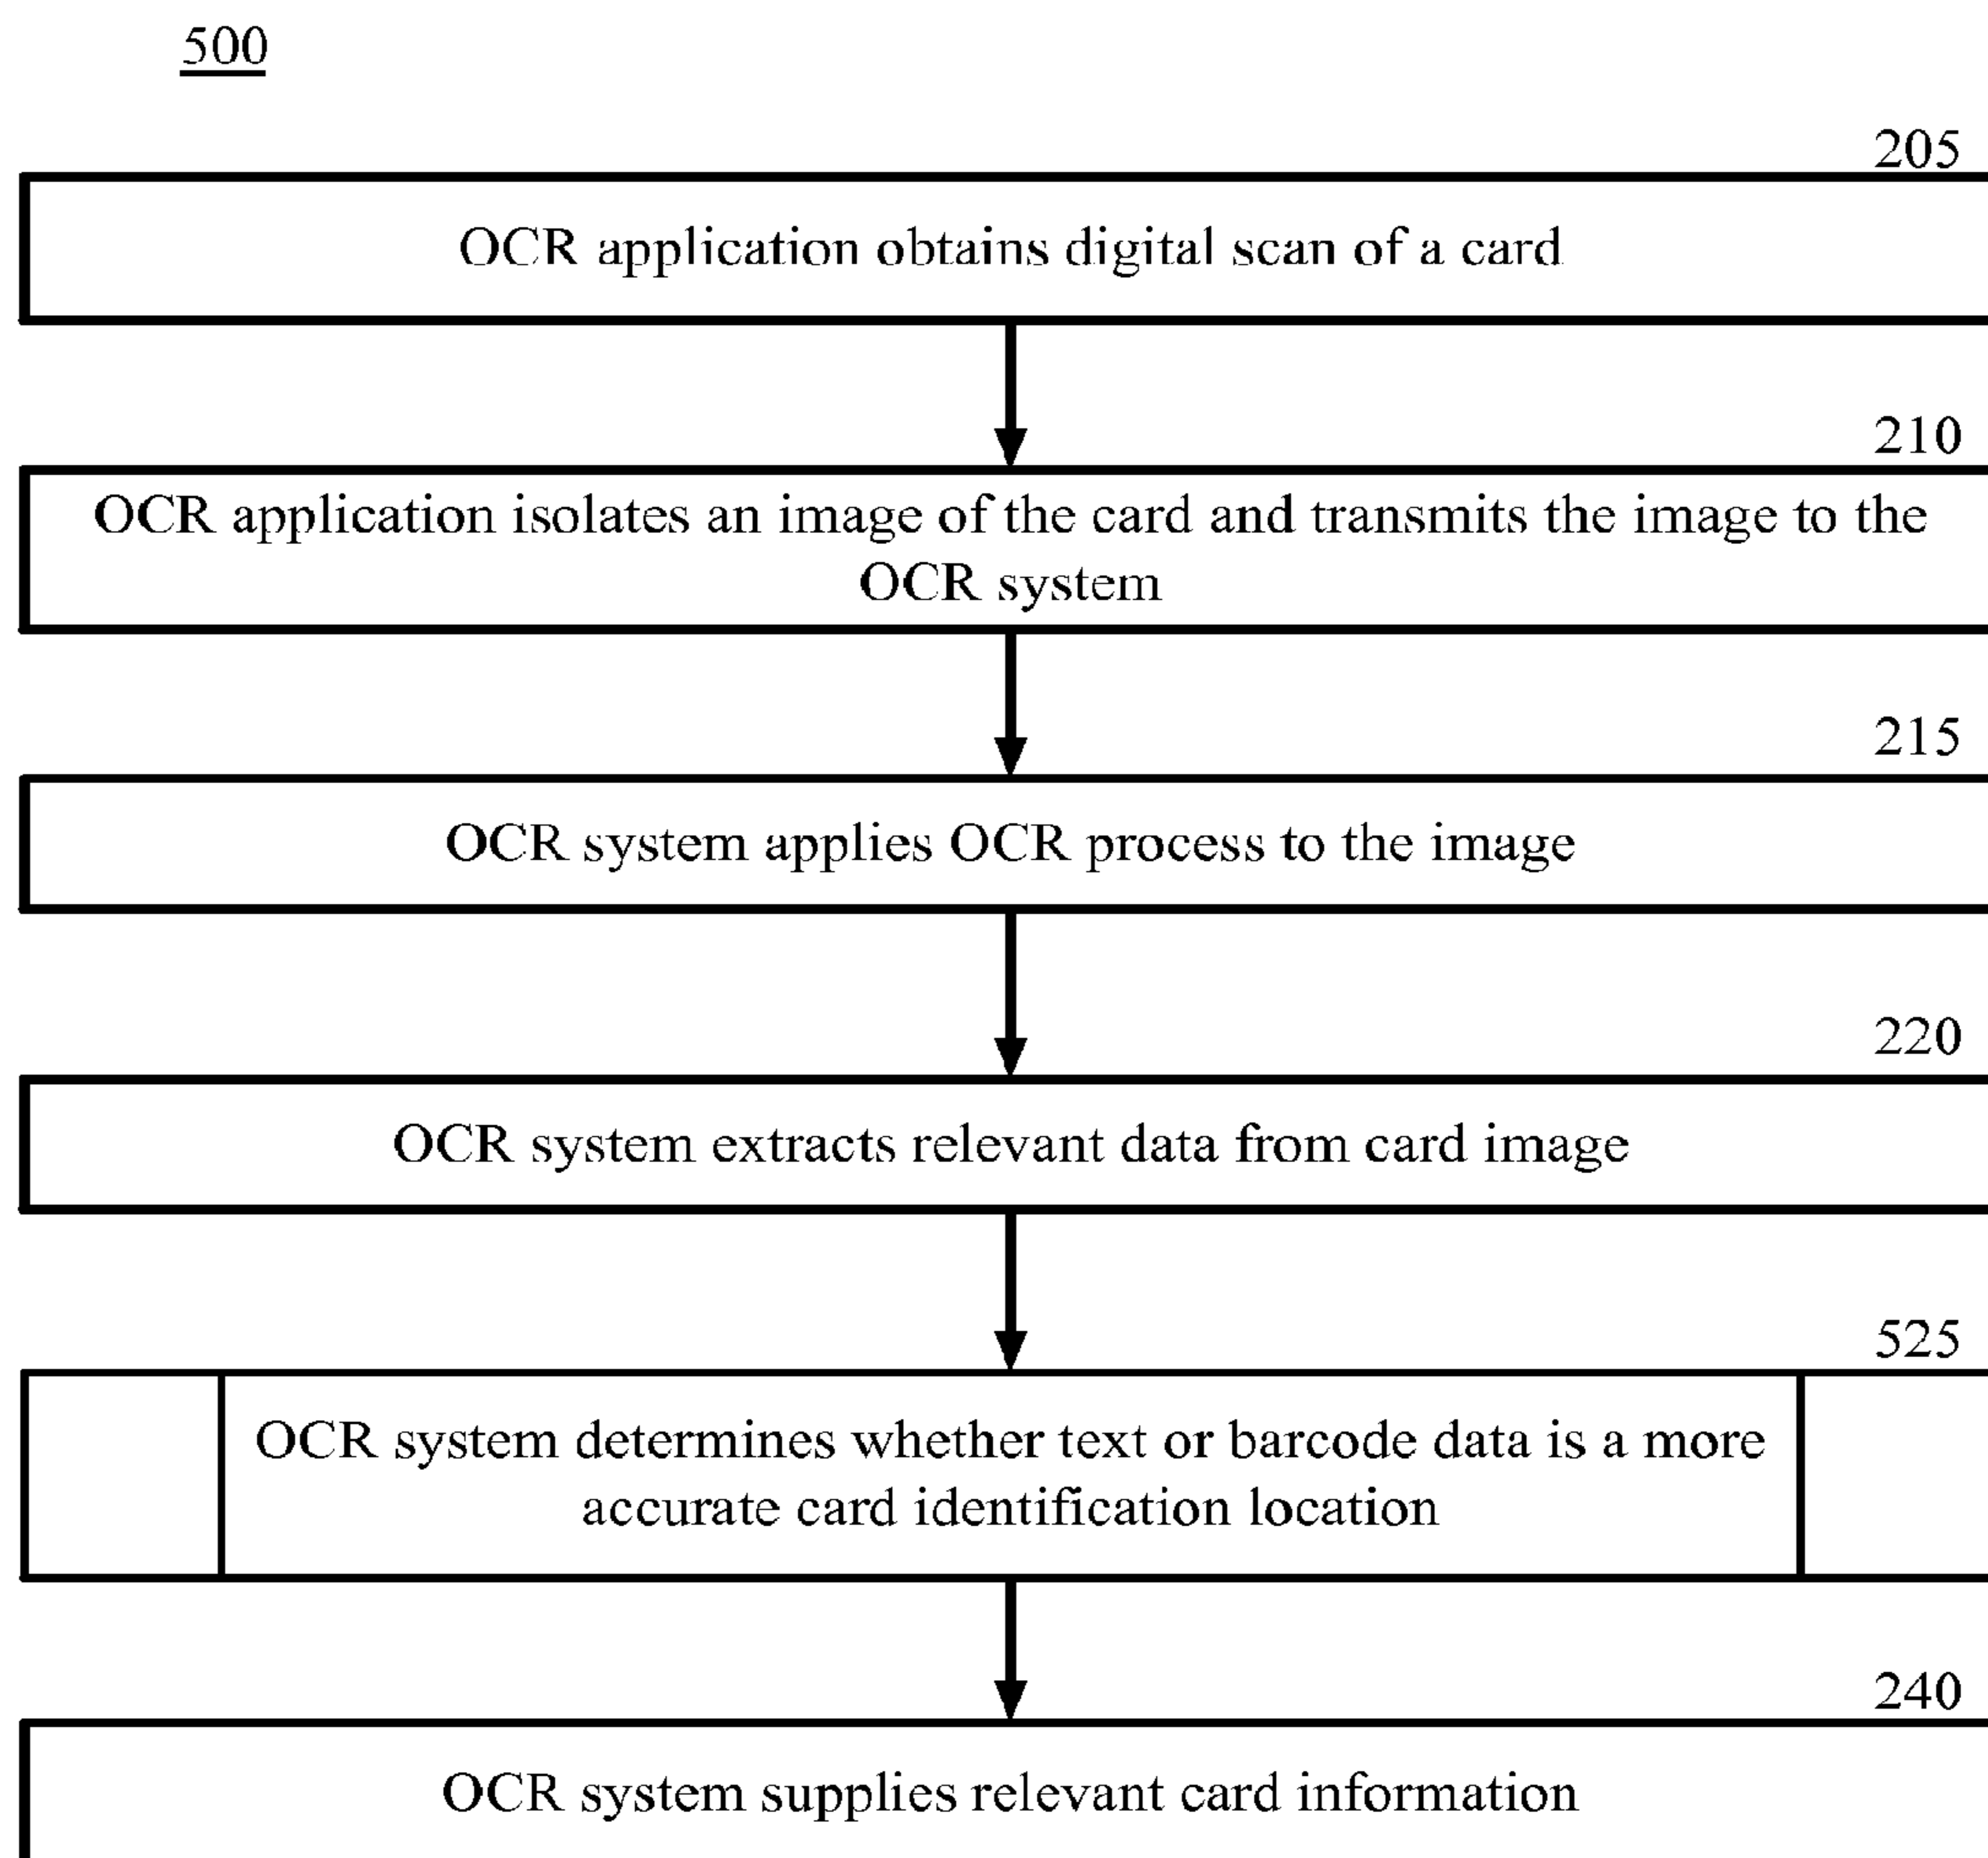 500
205
OCR application obtains digital scan of a card
210
OCR application isolates an image of the card and transmits the image to the
OCR system
215
OCR system applies OCR process to the image
220
OCR system extracts relevant data from card image
525
OCR system determines whether text or barcode data is a more
accurate card identification location
240
OCR system supplies relevant card information